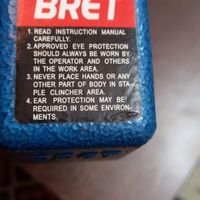 BRET
1. READ INSTRUCTION MANUAL
CAREFULLY.
2. APPROVED EYE PROTECTION
SHOULD ALWAYS BE WORN BY
THE OPERATOR AND OTHERS
IN THE WORK AREA.
3. NEVER PLACE HANDS OR ANY
OTHER PART OF BODY IN STA-
PLE CLINCHER AREA.
4. EAR PROTECTION MAY BE
REQUIRED IN SOME ENVIRON-
MENTS.